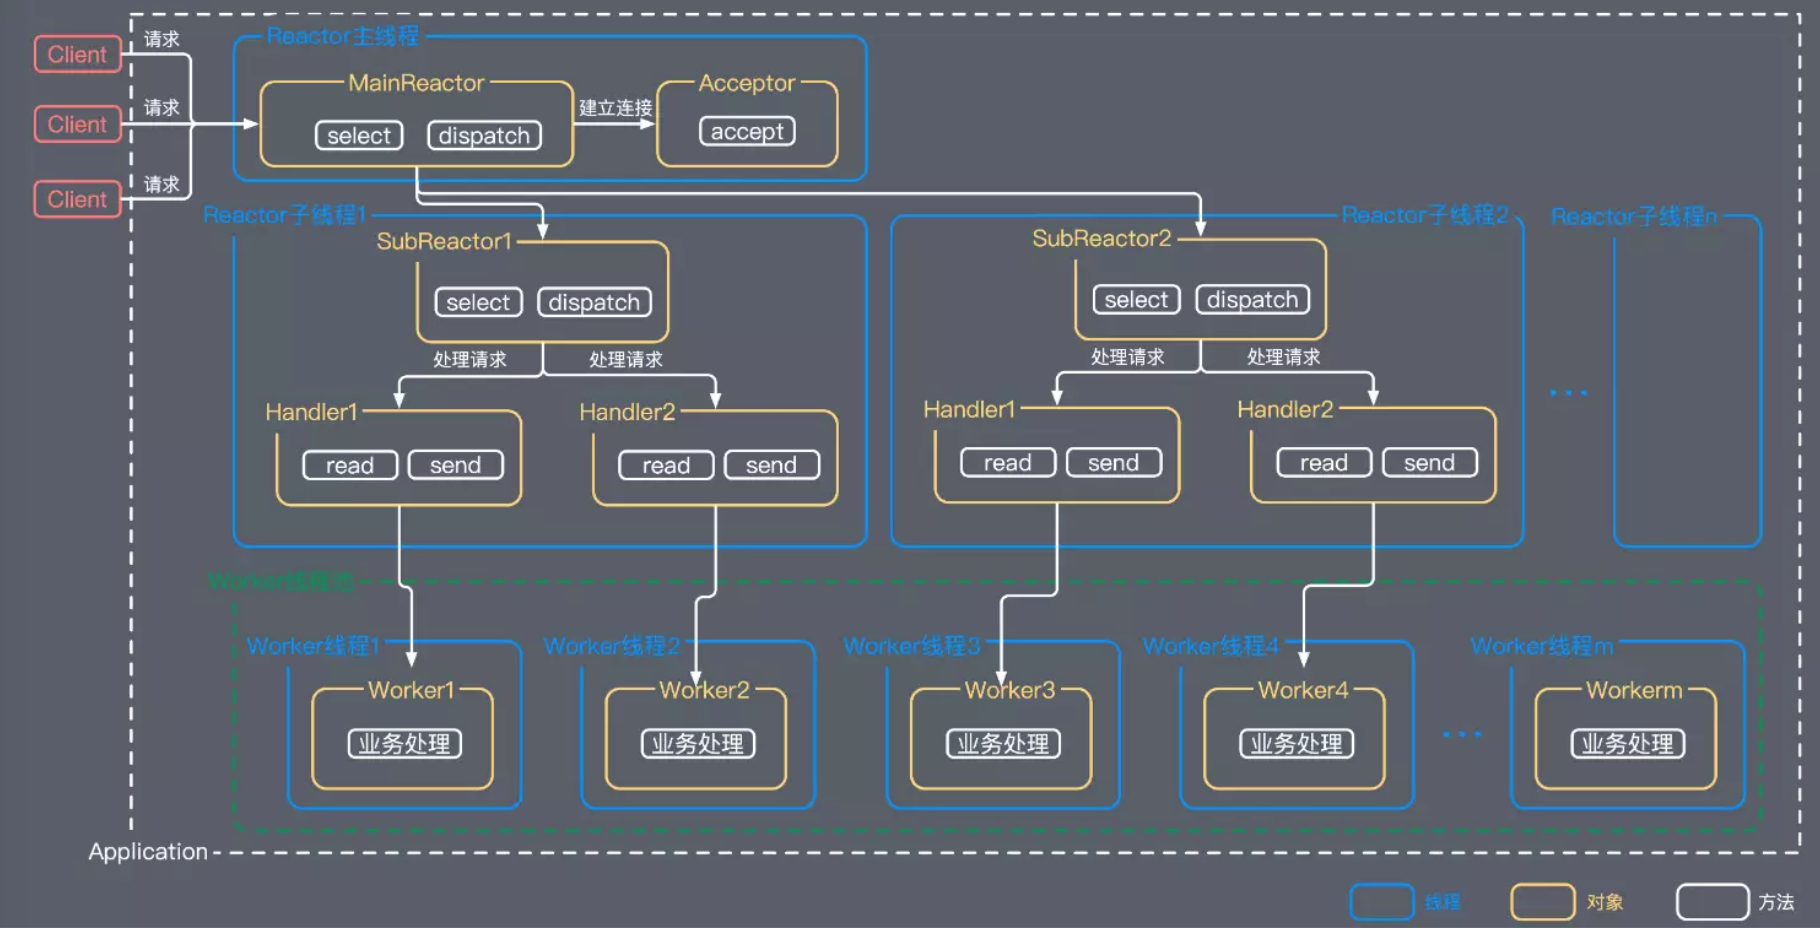 请求
Reactor主线程
Client
MainReactor
Acceptor
请求
建立连接
Client
select
dispatch
accept
请求
Client
Reactor子线程1
Reactor子线程2
Reactor子线程n
SubReactor1
SubReactor2
select
dispatch
select
dispatch
处理请求
处理请求
处理请求
处理请求
...
Handler1
Handler2
Handler1
Handler2
read
send
read
send
read
send
read
send
Worker线程池
Worker线程1
Worker线程2
Worker线程3
Worker线程4
Worker线程m
Worker1
Worker2
Worker3
Worker4
Workerm
业务处理
业务处理
业务处理
业务处理
...
业务处理
Application
线程
对象
方法